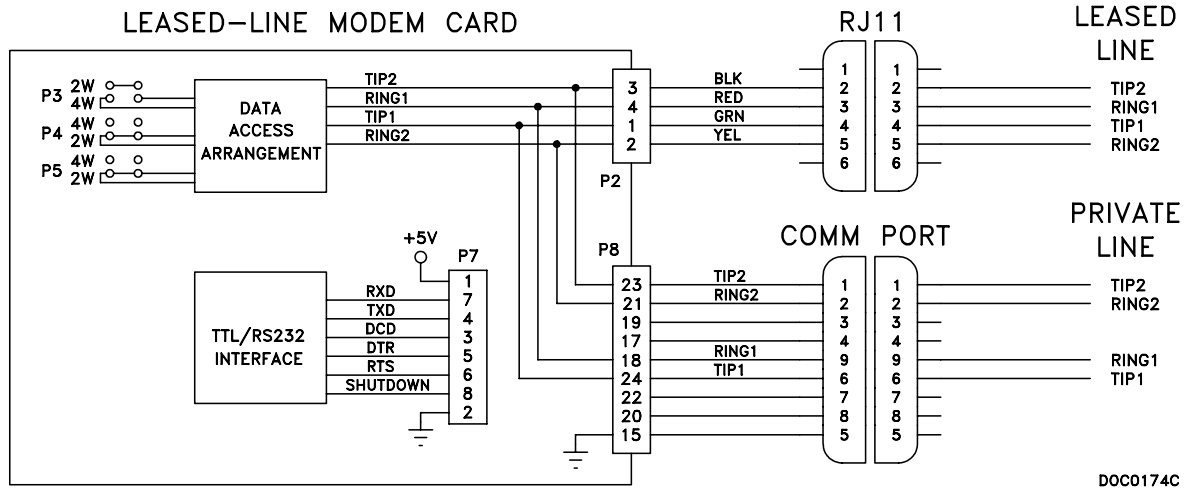 LEASED-LINE MODEM CARD
RJ11
LEASED
LINE
P3 2W
4W
P4 4W
2W
P5 4W
2W
DATA
ACCESS
ARRANGEMENT
TIP2
RING1
TIP1
RING2
3
4
1
2
P2
BLK
RED
GRN
YEL
1
2
3
4
5
6
1
2
3
4
5
6
TIP2
RING1
TIP1
RING2
PRIVATE
LINE
COMM PORT
+5V
P7
TTL/RS232
INTERFACE
RXD
TXD
DCD
DTR
RTS
SHUTDOWN
1
7
4
3
5
6
8
2
P8
23
21
19
17
18
24
22
20
15
TIP2
RING2
RING1
TIP1
1
2
3
4
9
6
7
8
5
1
2
3
4
9
6
7
8
5
TIP2
RING2
RING1
TIP1
DOC0174C